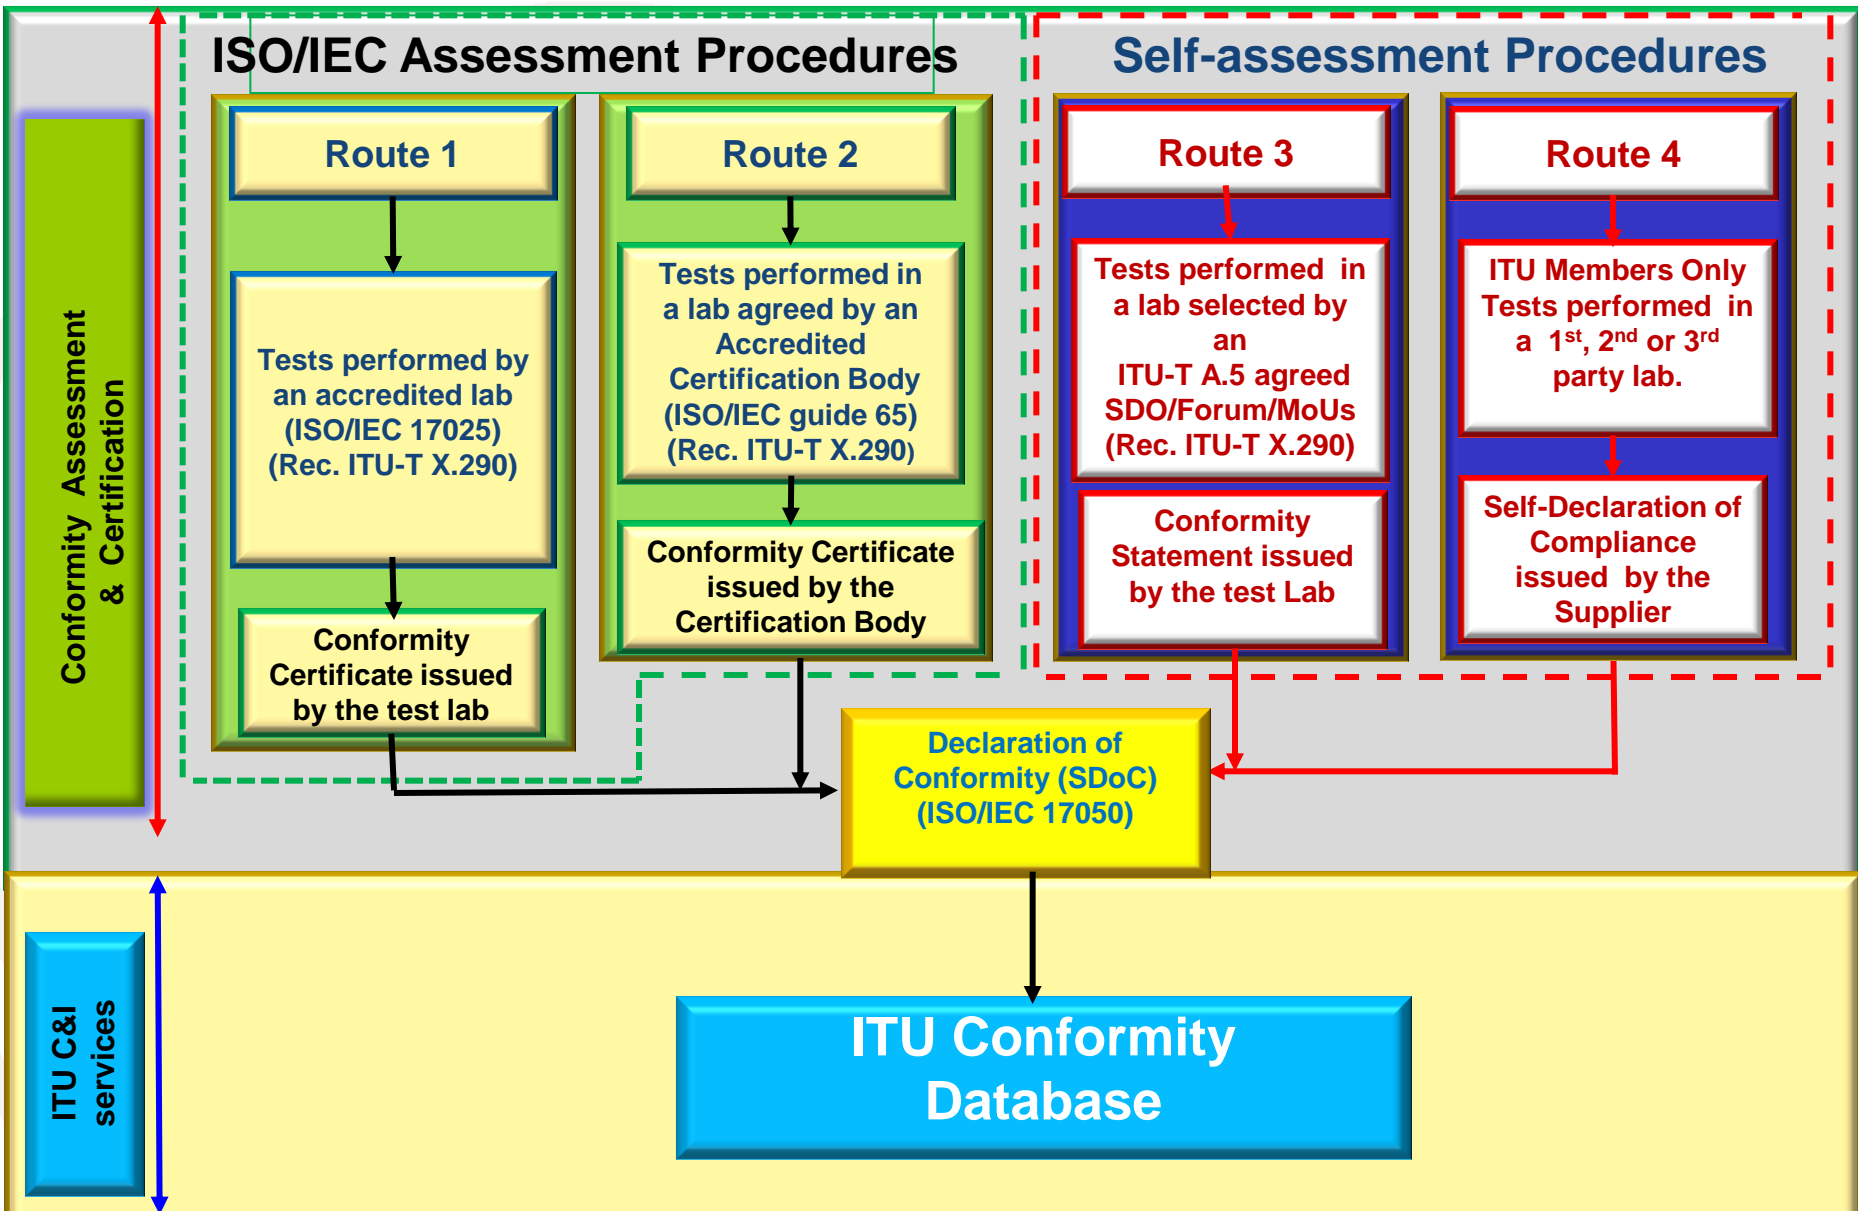 ISO/IEC Assessment Procedures
Self-assessment Procedures
Conformity Assessment
& Certification
Route 1
Tests performed by
an accredited lab
(ISO/IEC 17025)
(Rec. ITU-T X.290)
Conformity
Certificate issued
by the test lab
Route 2
Tests performed in
a lab agreed by an
Accredited
Certification Body
(ISO/IEC guide 65)
(Rec. ITU-T X.290)
Conformity Certificate
issued by the
Certification Body
Route 3
Tests performed in
a lab selected by
an
ITU-T A.5 agreed
SDO/Forum/MoUs
(Rec. ITU-T X.290)
Conformity
Statement issued
by the test Lab
Route 4
ITU Members Only
Tests performed in
a 1st, 2nd or 3rd
party lab.
Self-Declaration of
Compliance
issued by the
Supplier
Declaration of
Conformity (SDoC)
(ISO/IEC 17050)
ITU C&I
services
ITU Conformity
Database